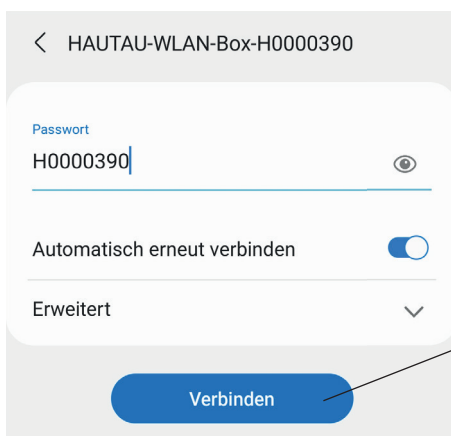 HAUTAU-WLAN-Box-H0000390
Passwort
H0000390
Automatisch erneut verbinden
Erweitert
Verbinden